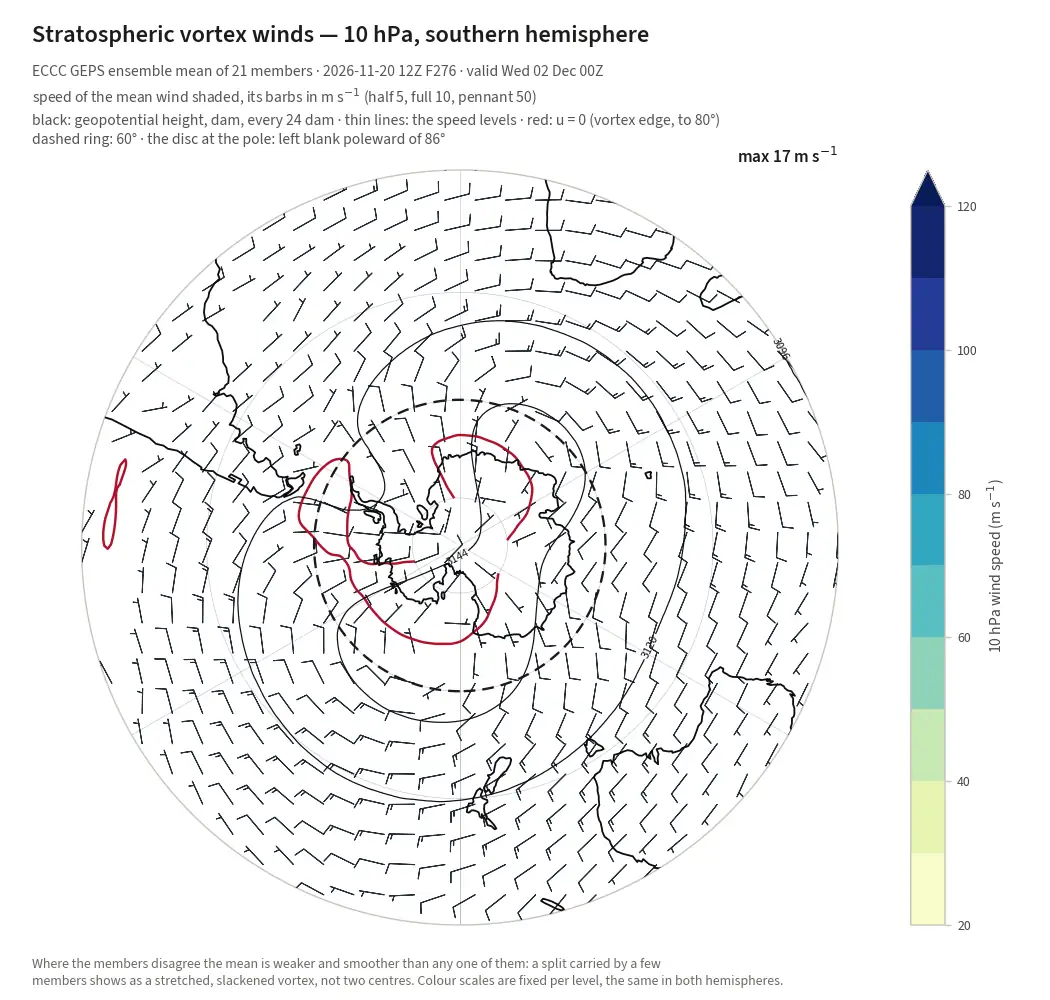 Stratospheric vortex winds — 10 hPa, southern hemisphere
ECCC GEPS ensemble mean of 21 members · 2026-11-20 12Z F276 · valid Wed 02 Dec 00Z
speed of the mean wind shaded, its barbs in m s⁻¹ (half 5, full 10, pennant 50)
black: geopotential height, dam, every 24 dam · thin lines: the speed levels · red: u = 0 (vortex edge, to 80°)
dashed ring: 60° · the disc at the pole: left blank poleward of 86°
max 17 m s⁻¹
120
100
80
60
40
20
10 hPa wind speed (m s⁻¹)
3096
3144
3120
Where the members disagree the mean is weaker and smoother than any one of them: a split carried by a few
members shows as a stretched, slackened vortex, not two centres. Colour scales are fixed per level, the same in both hemispheres.